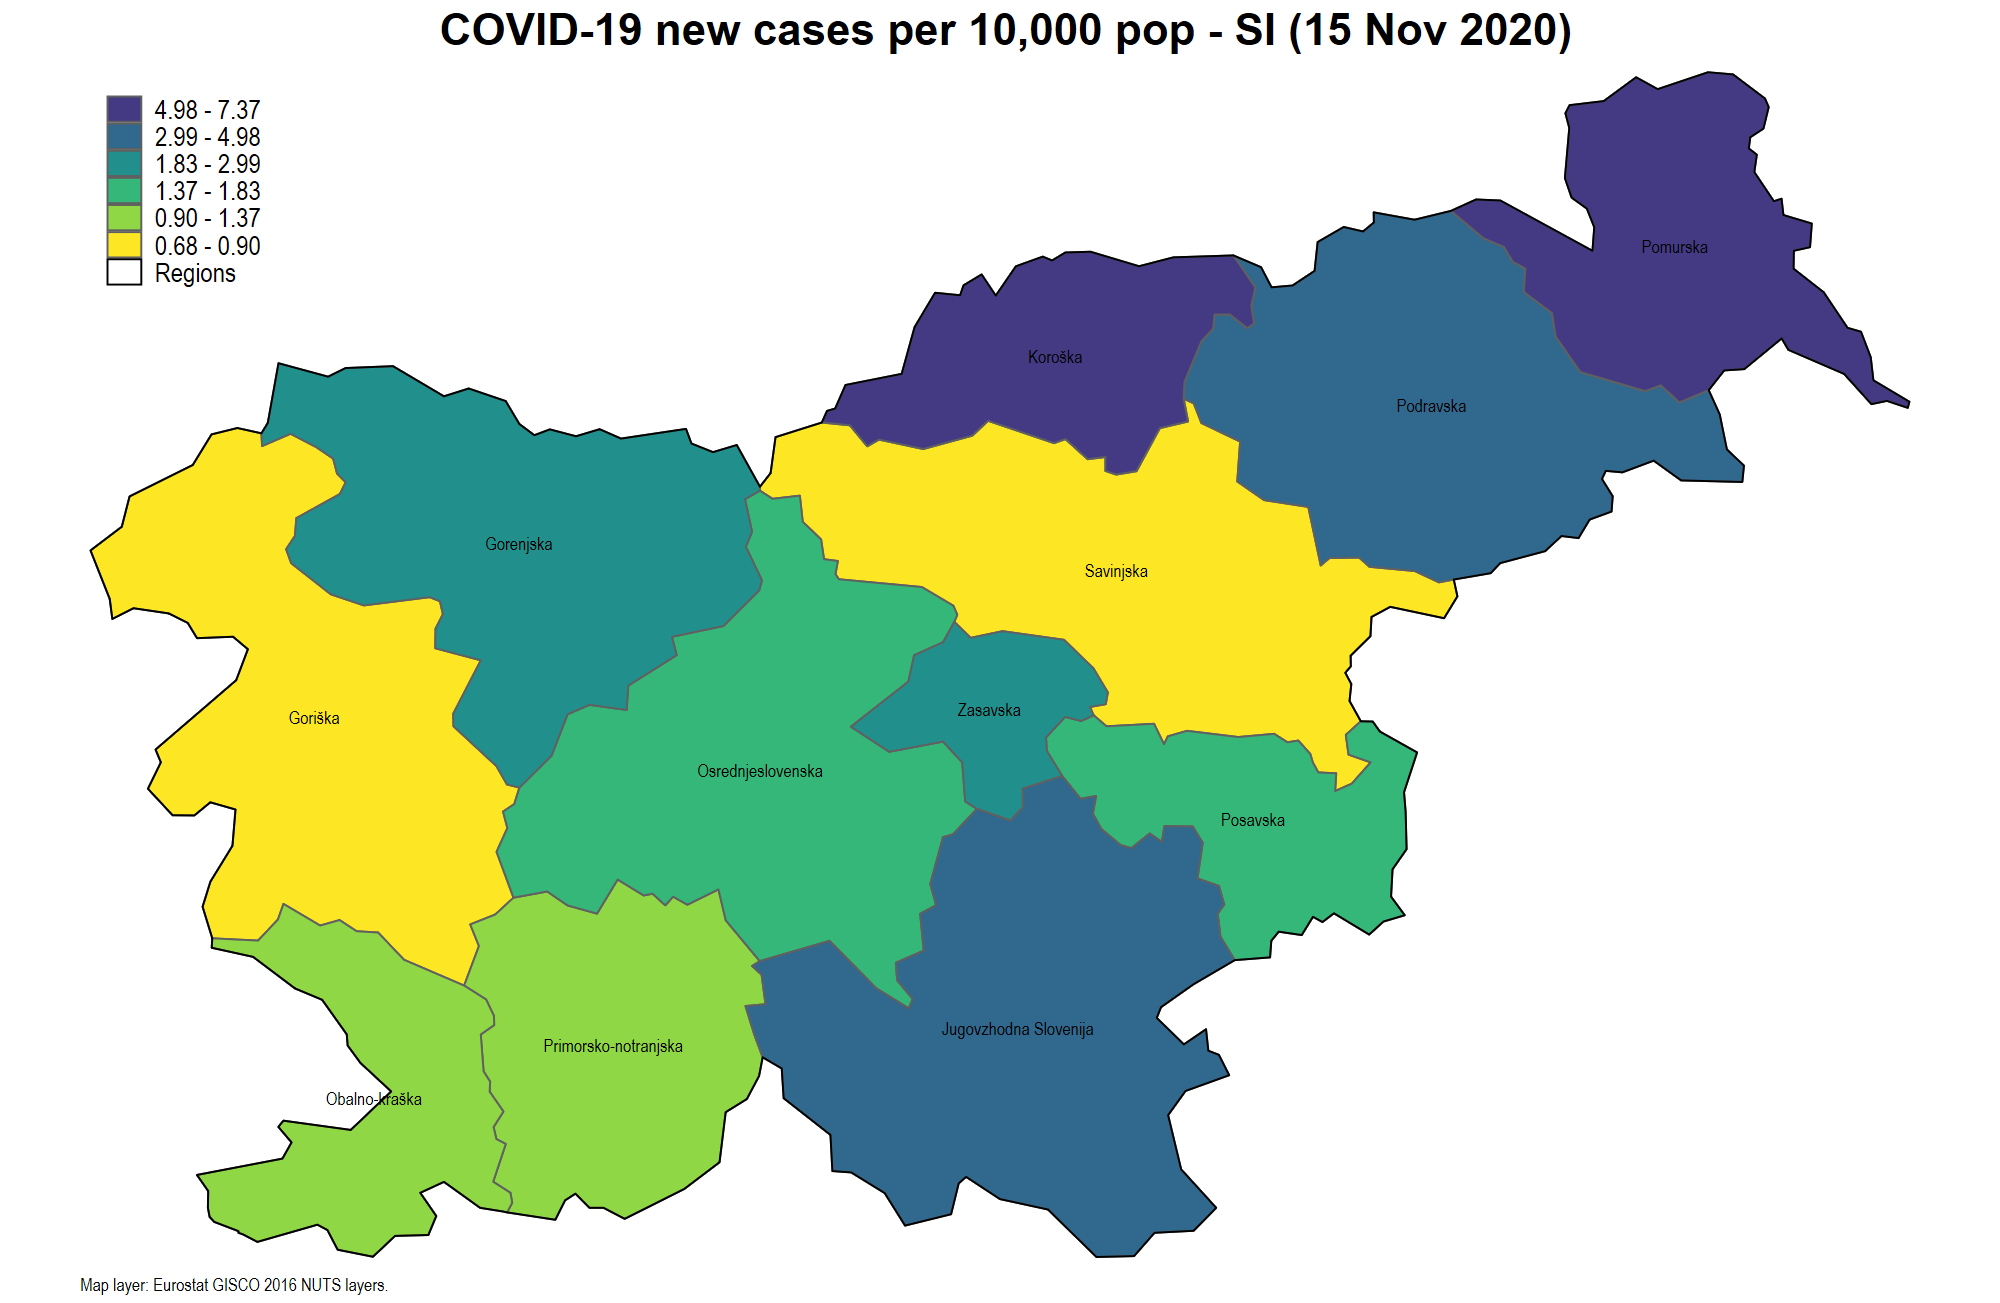 COVID-19 new cases per 10,000 pop - SI (15 Nov 2020)
4.98 - 7.37
2.99 - 4.98
1.83 - 2.99
1.37 - 1.83
0.90 - 1.37
0.68 - 0.90
Regions
Pomurska
Koroška
Podravska
Gorenjska
Savinjska
Goriška
Zasavska
Osrednjeslovenska
Posavska
Jugovzhodna Slovenija
Primorsko-notranjska
Obalno-kraška
Map layer: Eurostat GISCO 2016 NUTS layers.